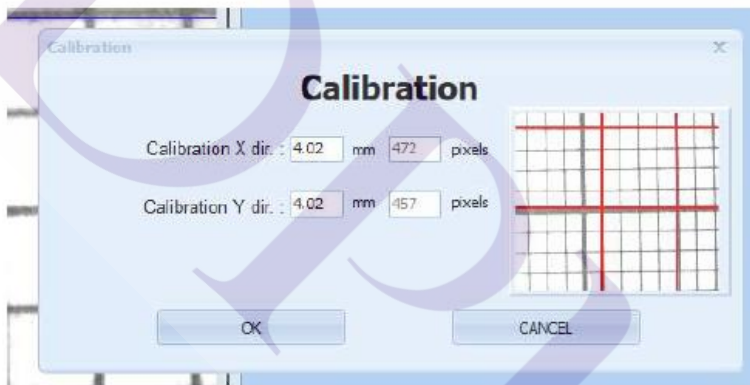 Calibration
x
Calibration
Calibration X dir. : 4.02 mm 472 pixels
Calibration Y dir. : 4.02 mm 457 pixels
OK CANCEL